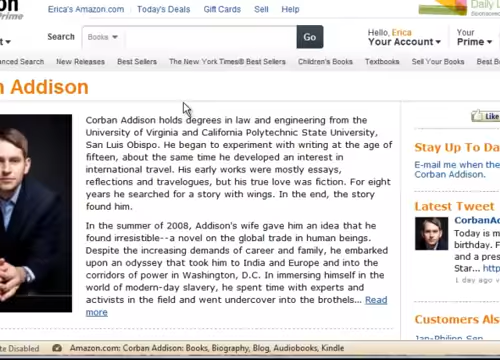 on
Prime
Erica's Amazon.com Today's Deals Gift Cards Sell Help
Daily L
Search Books Go
Hello, Erica
Your Account
Your
Prime
anced Search New Releases Best Sellers The New York Times® Best Sellers Children's Books Textbooks Sell Your Books Best B
n Addison
Like
Corban Addison holds degrees in law and engineering from the
University of Virginia and California Polytechnic State University,
San Luis Obispo. He began to experiment with writing at the age of
fifteen, about the same time he developed an interest in
international travel. His early works were mostly essays,
reflections and travelogues, but his true love was fiction. For eight
years he searched for a story with wings. In the end, the story
found him.
In the summer of 2008, Addison's wife gave him an idea that he
found irresistible--a novel on the global trade in human beings.
Despite the increasing demands of career and family, he embarked
upon an odyssey that took him to India and Europe and into the
corridors of power in Washington, D.C. In immersing himself in the
world of modern-day slavery, he spent time with experts and
activists in the field and went undercover into the brothels... Read
more
Stay Up To Da
E-mail me when the
Corban Addison.
Latest Tweet
CorbanAd
Today is m
birthday. F
and a pres
Star... http
1 day ago v
Customers Als
Jan-Philipp Sen
te Disabled Amazon.com: Corban Addison: Books, Biography, Blog, Audiobooks, Kindle